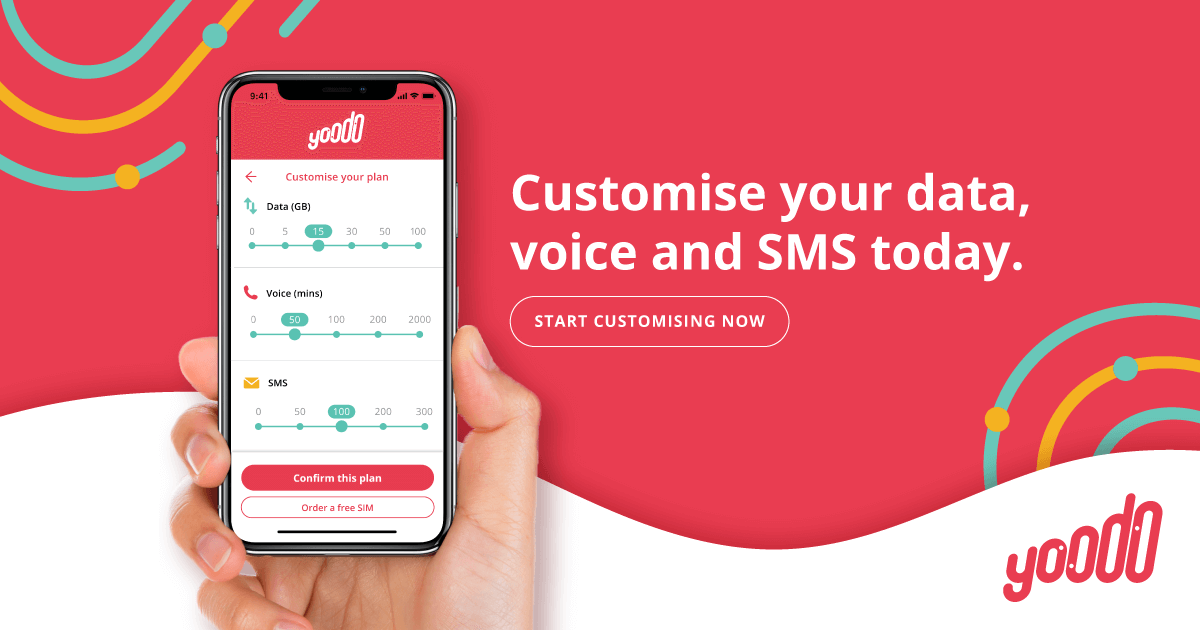 9:41
yoodo
Customise your plan
Data (GB)
0 5 15 30 50 100
Voice (mins)
0 50 100 200 2000
SMS
0 50 100 200 300
Confirm this plan
Order a free SIM
Customise your data,
voice and SMS today.
START CUSTOMISING NOW
yoodo